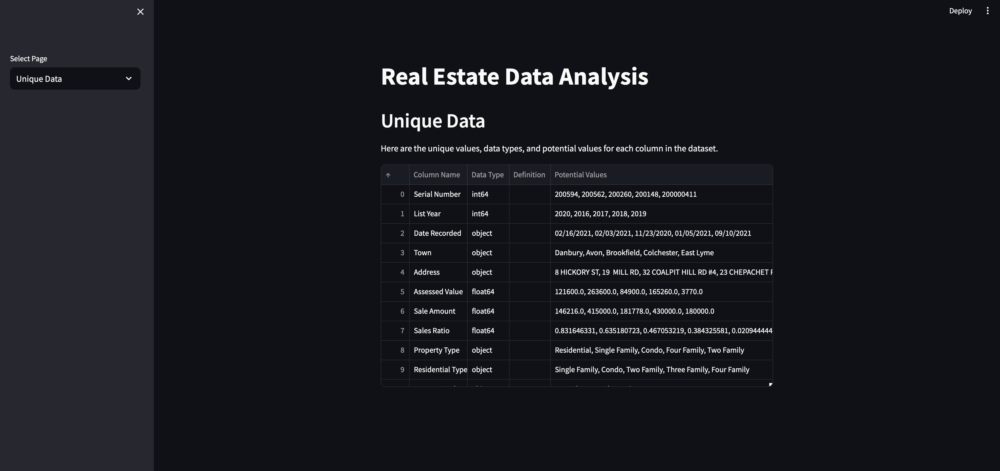 Deploy
Select Page
Unique Data
Real Estate Data Analysis
Unique Data
Here are the unique values, data types, and potential values for each column in the dataset.
Column Name Data Type Definition Potential Values
0 Serial Number int64 200594, 200562, 200260, 200148, 200000411
1 List Year int64 2020, 2016, 2017, 2018, 2019
2 Date Recorded object 02/16/2021, 02/03/2021, 11/23/2020, 01/05/2021, 09/10/2021
3 Town object Danbury, Avon, Brookfield, Colchester, East Lyme
4 Address object 8 HICKORY ST, 19  MILL RD, 32 COALPIT HILL RD #4, 23 CHEPACHET
5 Assessed Value float64 121600.0, 263600.0, 84900.0, 165260.0, 3770.0
6 Sale Amount float64 146216.0, 415000.0, 181778.0, 430000.0, 180000.0
7 Sales Ratio float64 0.831646331, 0.635180723, 0.467053219, 0.384325581, 0.020944444
8 Property Type object Residential, Single Family, Condo, Four Family, Two Family
9 Residential Type object Single Family, Condo, Two Family, Three Family, Four Family